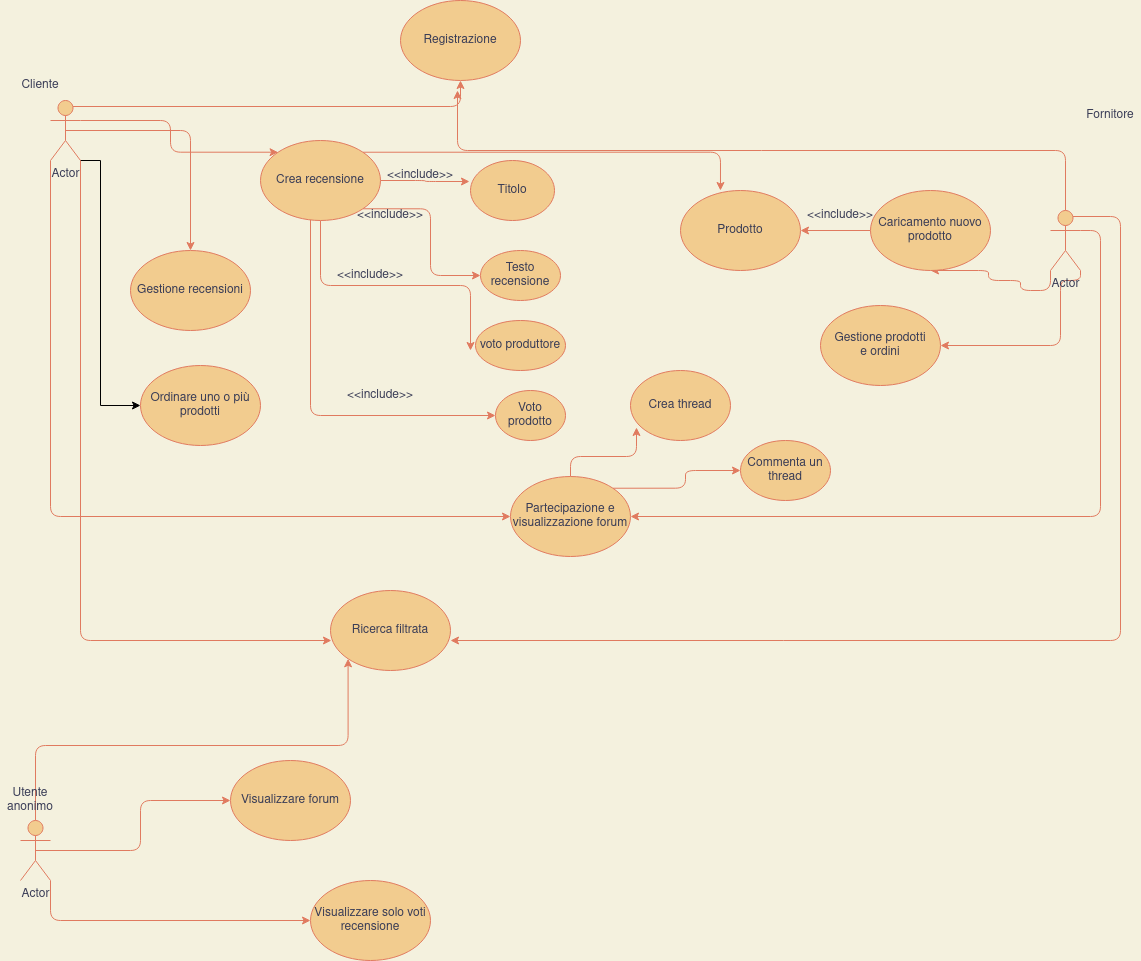 Registrazione
Cliente
Fornitore
Actor
Crea recensione
<<include>>
Titolo
<<include>>
<<include>>
Prodotto
Caricamento nuovo
prodotto
<<include>>
Testo
recensione
Gestione recensioni
Actor
voto produttore
Gestione prodotti
e ordini
Ordinare uno o più
prodotti
<<include>>
Voto
prodotto
Crea thread
Commenta un
thread
Partecipazione e
visualizzazione forum
Ricerca filtrata
Utente
anonimo
Visualizzare forum
Actor
Visualizzare solo voti
recensione